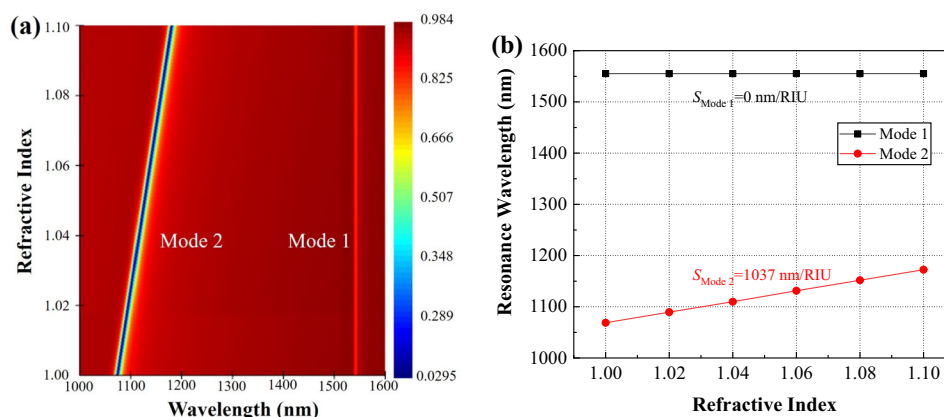 (a)
1.10
1.08
1.06
1.04
1.02
1.00
Refractive Index
Mode 2
Mode 1
1000
1100
1200
1300
1400
1500
1600
Wavelength (nm)
0.984
0.825
0.666
0.507
0.348
0.289
0.0295
(b)
1600
1500
1400
1300
1200
1100
1000
Resonance Wavelength (nm)
S Mode 1=0 nm/RIU
Mode 1
Mode 2
S Mode 2=1037 nm/RIU
1.00
1.02
1.04
1.06
1.08
1.10
Refractive Index